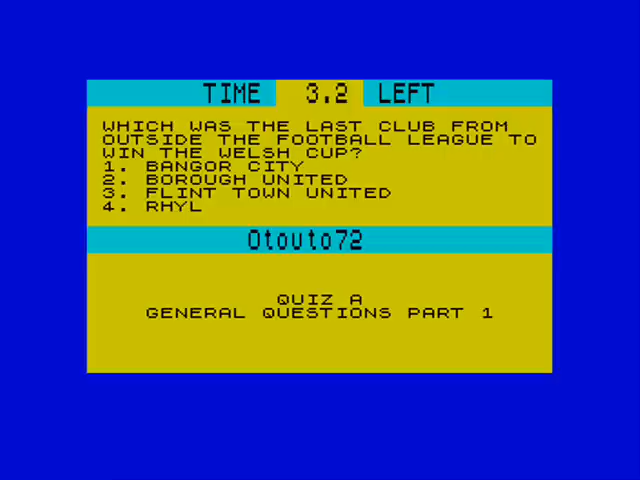 TIME 3.2 LEFT
WHICH WAS THE LAST CLUB FROM
OUTSIDE THE FOOTBALL LEAGUE TO
WIN THE WELSH CUP?
1. BANGOR CITY
2. BOROUGH UNITED
3. FLINT TOWN UNITED
4. RHYL
Otouto72
QUIZ A
GENERAL QUESTIONS PART 1